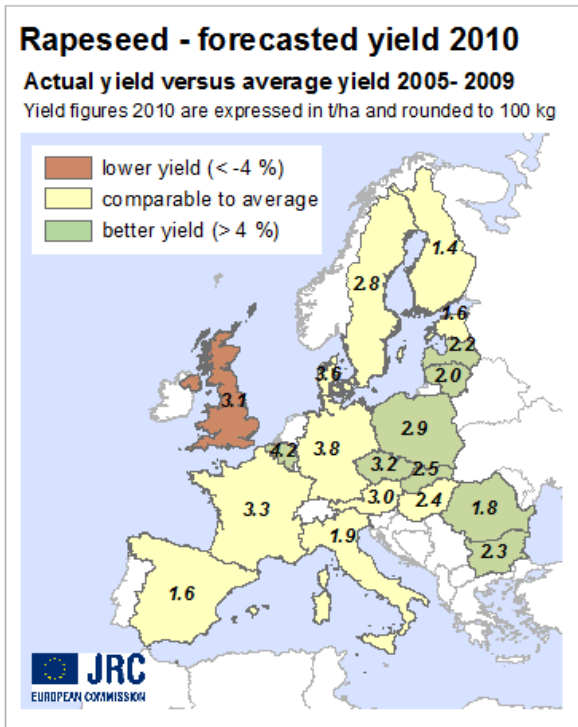 Rapeseed - forecasted yield 2010
Actual yield versus average yield 2005- 2009
Yield figures 2010 are expressed in t/ha and rounded to 100 kg
lower yield (< -4 %)
comparable to average
better yield (> 4 %)
1.4
2.8
1.6
2.2
3.6
2.0
3.1
2.9
3.8
4.2
3.2
2.5
3.0
2.4
3.3
1.8
1.9
2.3
1.6
JRC
EUROPEAN COMMISSION